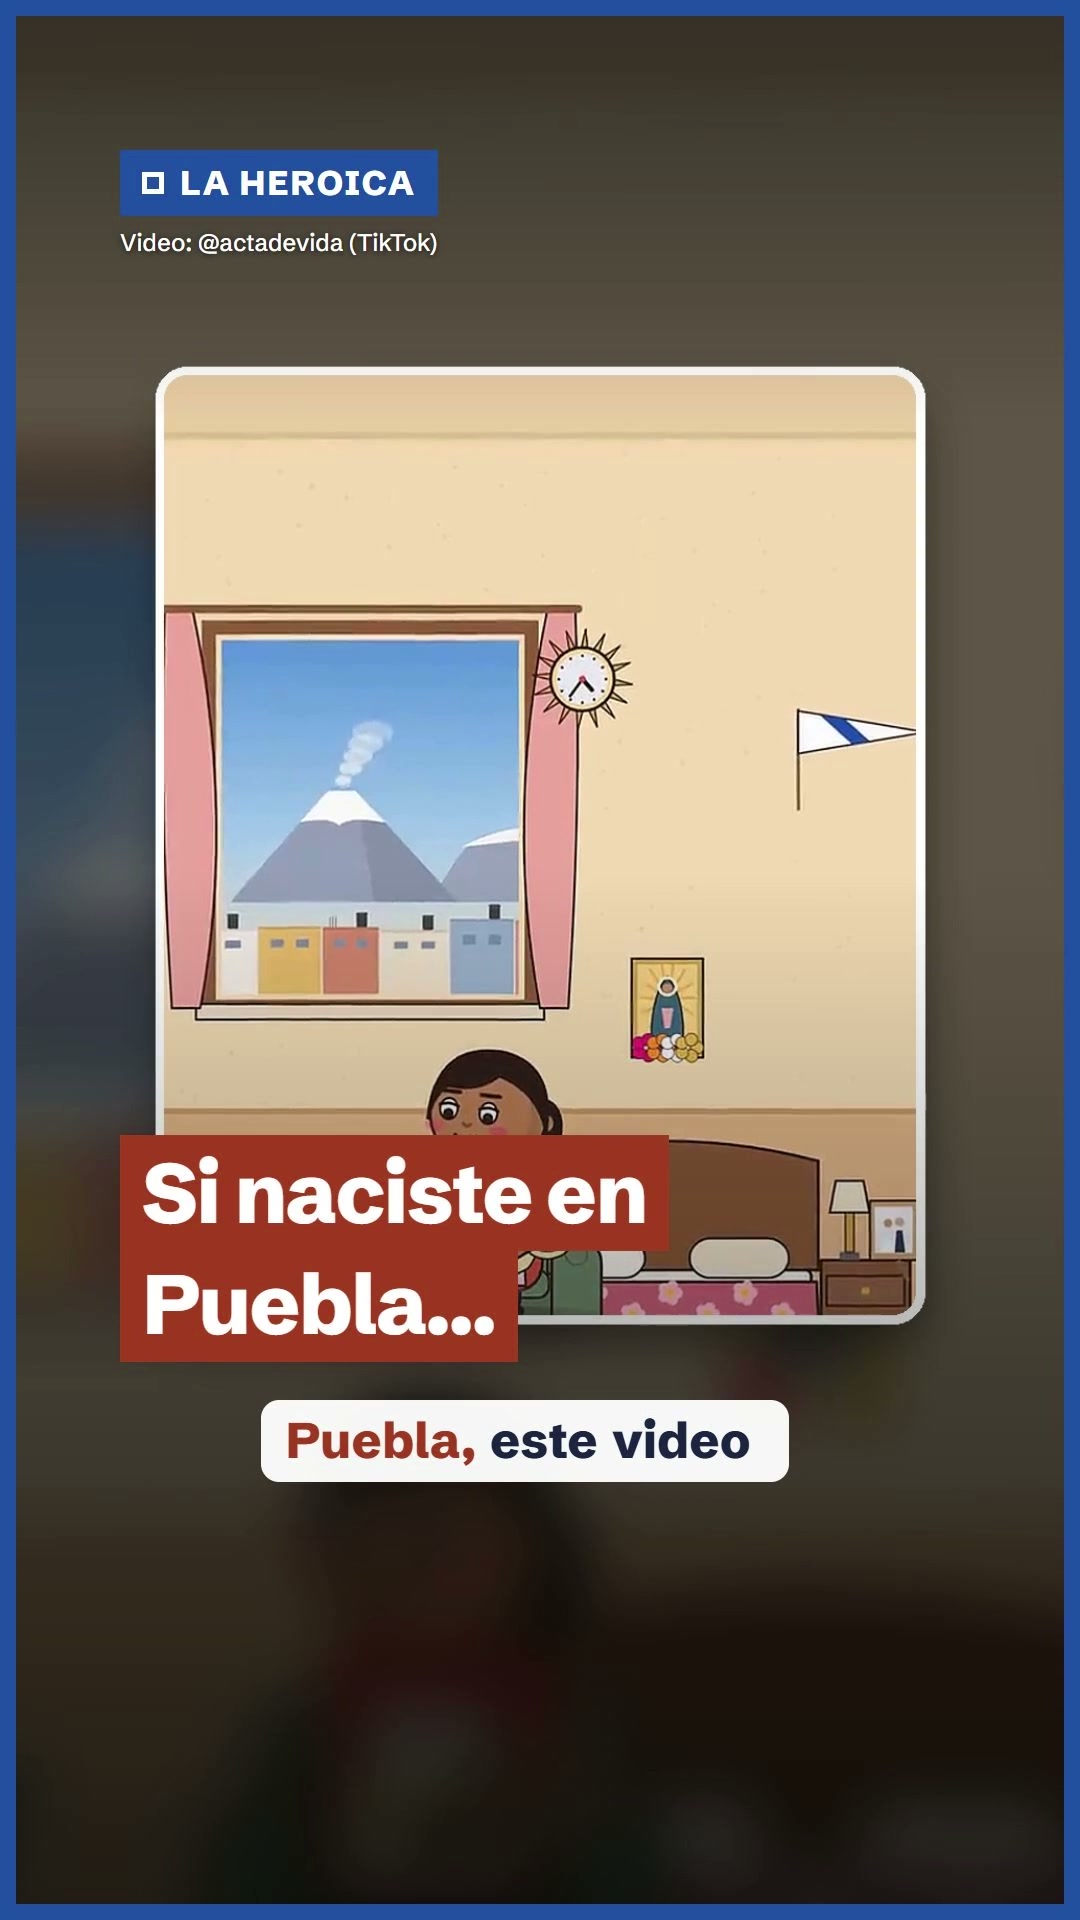 LA HEROICA
Video: @actadevida (TikTok)
Si naciste en
Puebla...
Puebla, este video